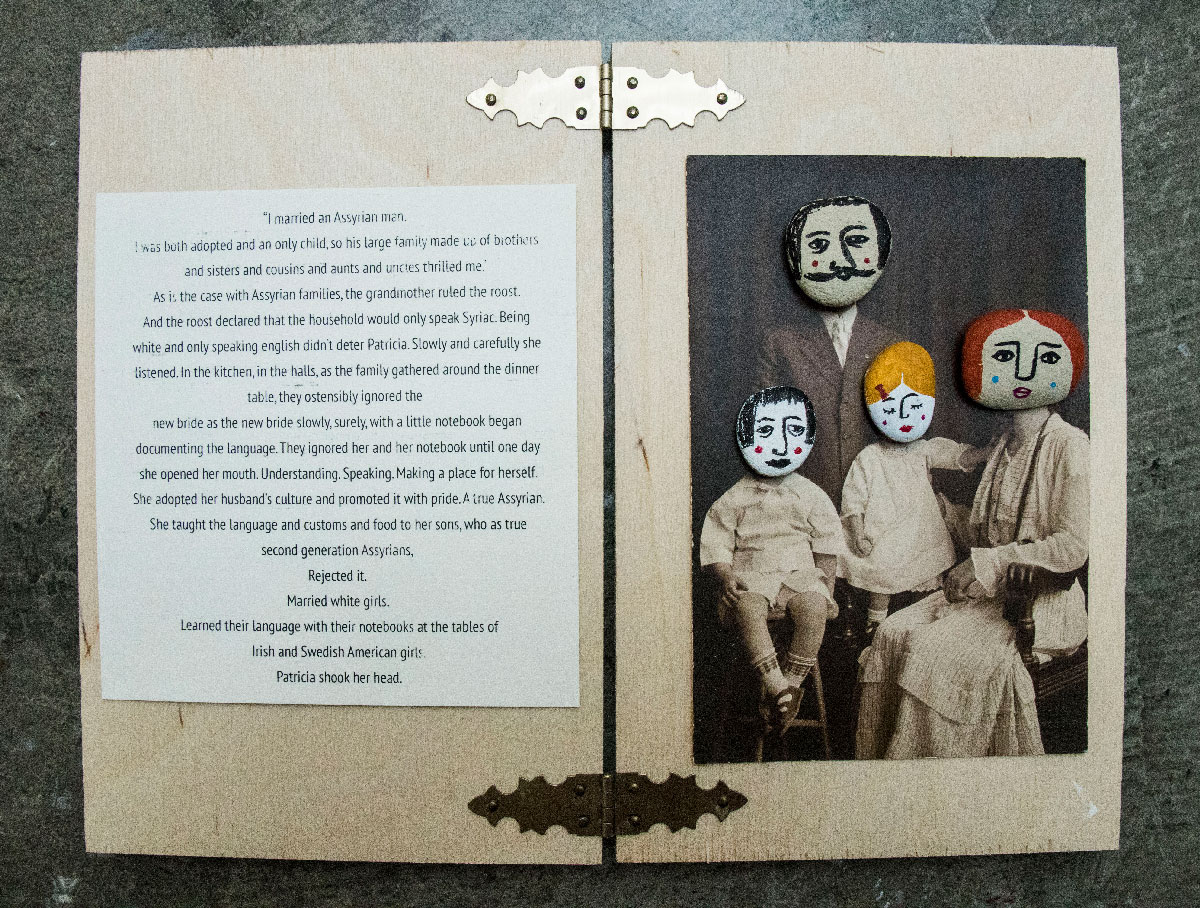 “I married an Assyrian man.
I was both adopted and an only child, so his large family made up of brothers
and sisters and cousins and aunts and uncles thrilled me.”
As is the case with Assyrian families, the grandmother ruled the roost.
And the roost declared that the household would only speak Syriac. Being
white and only speaking english didn't deter Patricia. Slowly and carefully she
listened. In the kitchen, in the halls, as the family gathered around the dinner
table, they ostensibly ignored the
new bride as the new bride slowly, surely, with a little notebook began
documenting the language. They ignored her and her notebook until one day
she opened her mouth. Understanding. Speaking. Making a place for herself.
She adopted her husband's culture and promoted it with pride. A true Assyrian.
She taught the language and customs and food to her sons, who as true
second generation Assyrians,
Rejected it.
Married white girls.
Learned their language with their notebooks at the tables of
Irish and Swedish American girls.
Patricia shook her head.